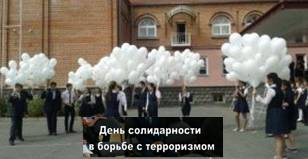 День солидарности
в борьбе с терроризмом